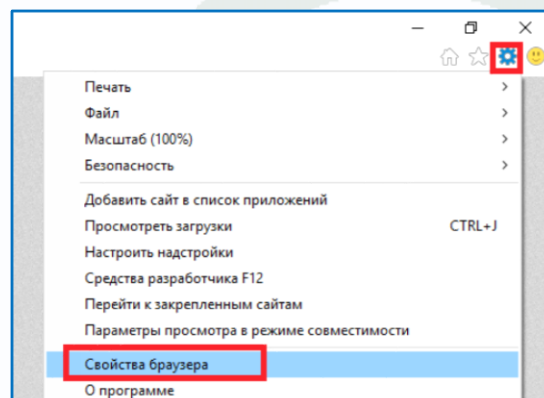 Печать
Файл
Масштаб (100%)
Безопасность
Добавить сайт в список приложений
Просмотреть загрузки CTRL+J
Настроить надстройки
Средства разработчика F12
Перейти к закрепленным сайтам
Параметры просмотра в режиме совместимости
Свойства браузера
О программе